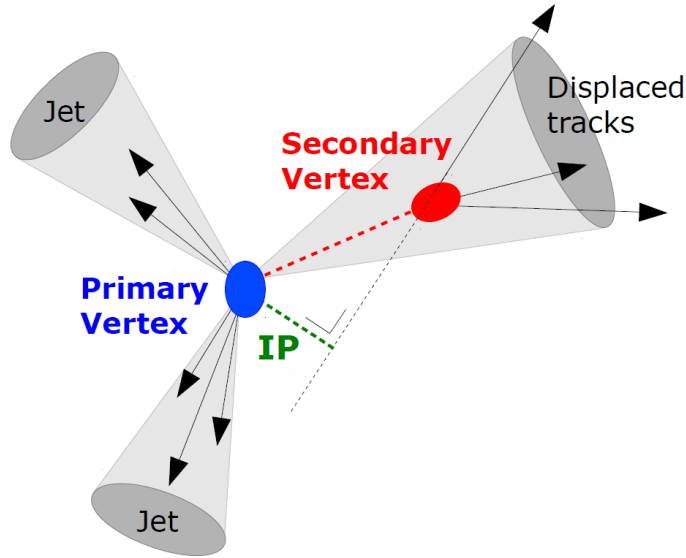 Jet
Displaced
tracks
Secondary
Vertex
Primary
Vertex
IP
Jet